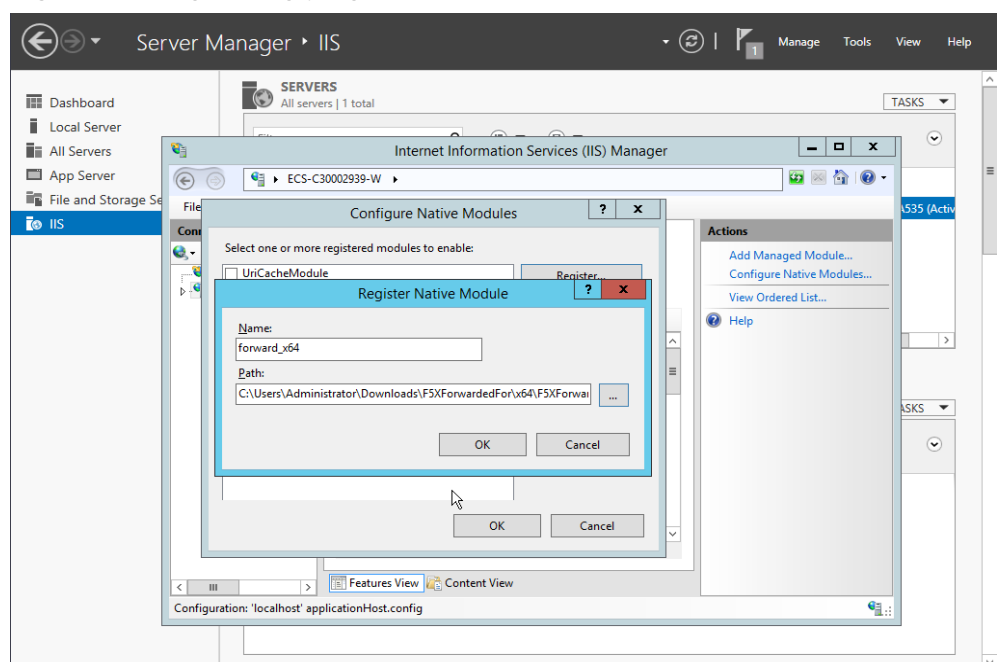 Server Manager ▸ IIS
Manage Tools View Help
1
Dashboard
Local Server
All Servers
App Server
File and Storage Se
IIS
SERVERS
All servers | 1 total
TASKS
Internet Information Services (IIS) Manager
ECS-C30002939-W
File
Configure Native Modules
Select one or more registered modules to enable:
UriCacheModule
Register...
Register Native Module
Name:
forward_x64
Path:
C:\Users\Administrator\Downloads\F5XForwardedFor\x64\F5XForwar
...
OK Cancel
OK Cancel
Actions
Add Managed Module...
Configure Native Modules...
View Ordered List...
Help
A535 (Activ
Features View Content View
Configuration: 'localhost' applicationHost.config